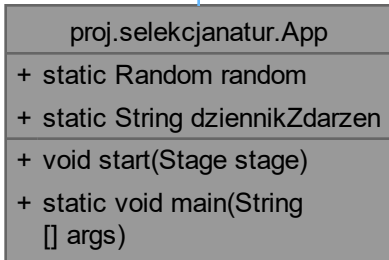 proj.selekcjanatur.App
+ static Random random
+ static String dziennikZdarzen
+ void start(Stage stage)
+ static void main(String
[] args)